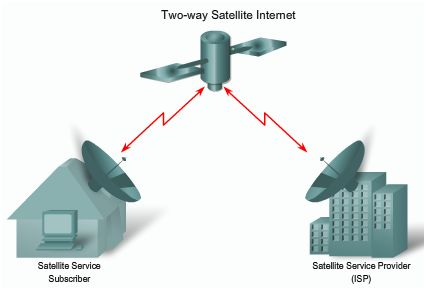 Two-way Satellite Internet
Satellite Service
Subscriber
Satellite Service Provider
(ISP)